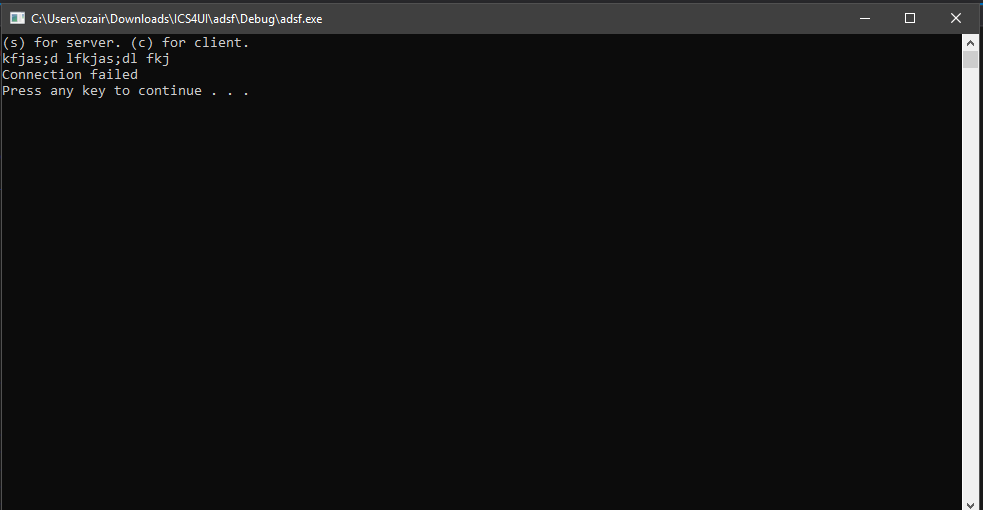 C:\Users\ozair\Downloads\ICS4UI\adsf\Debug\adsf.exe
(s) for server. (c) for client.
kfjas;d lfkjas;dl fkj
Connection failed
Press any key to continue . . .